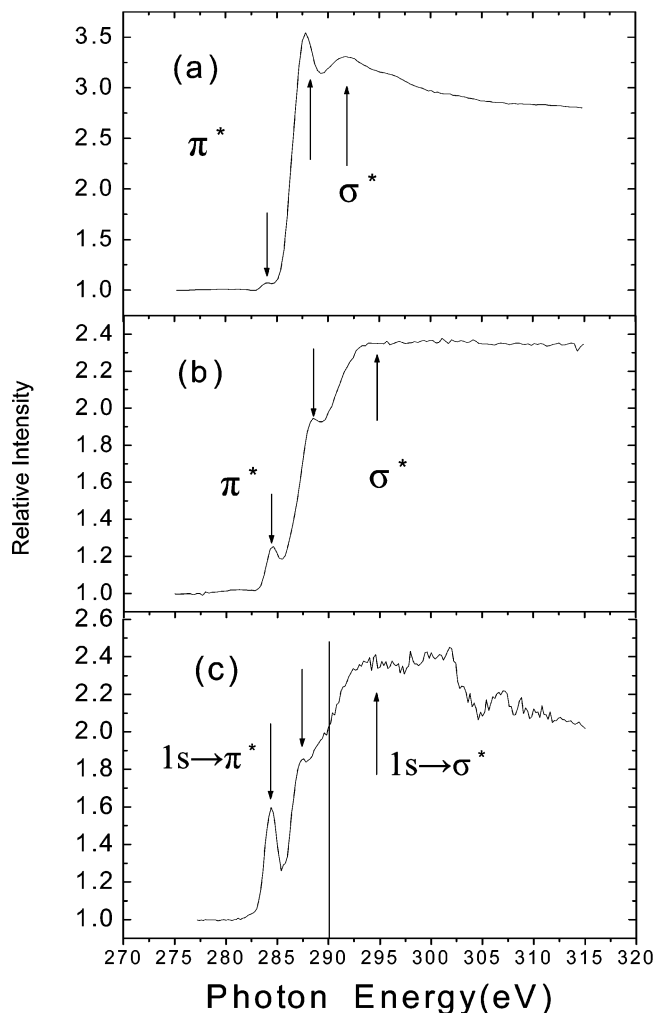 3.5
(a)
3.0
π*
2.5
2.0
σ*
1.5
1.0
2.4
2.2
(b)
2.0
1.8
π*
σ*
1.6
1.4
1.2
1.0
Relative Intensity
2.6
2.4
(c)
2.2
2.0
1s→π*
1s→σ*
1.8
1.6
1.4
1.2
1.0
270 275 280 285 290 295 300 305 310 315 320
Photon Energy(eV)